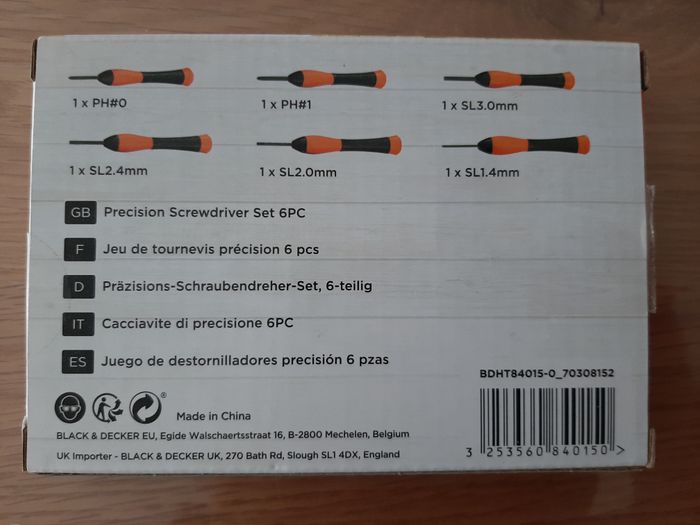 1 x PH#0
1 x PH#1
1 x SL3.0mm
1 x SL2.4mm
1 x SL2.0mm
1 x SL1.4mm
GB Precision Screwdriver Set 6PC
F Jeu de tournevis précision 6 pcs
D Präzisions-Schraubendreher-Set, 6-teilig
IT Cacciavite di precisione 6PC
ES Juego de destornilladores precisión 6 pzas
BDHT84015-0_70308152
Made in China
BLACK & DECKER EU, Egide Walschaertsstraat 16, B-2800 Mechelen, Belgium
UK Importer - BLACK & DECKER UK, 270 Bath Rd, Slough SL1 4DX, England
3 253560 840150 >